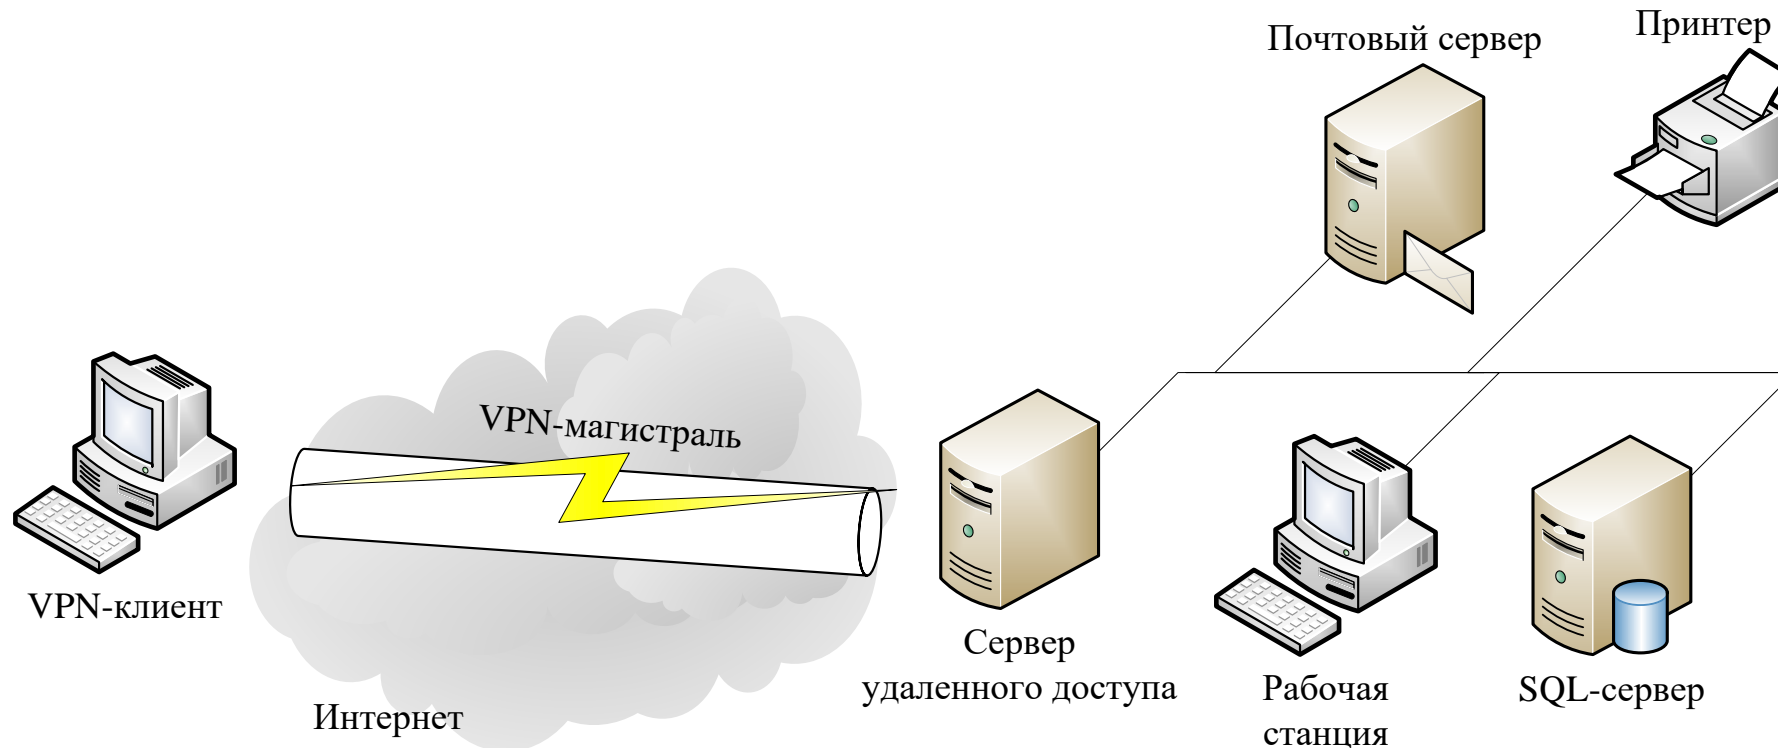 Почтовый сервер
Принтер
VPN-магистраль
VPN-клиент
Интернет
Сервер
удаленного доступа
Рабочая
станция
SQL-сервер